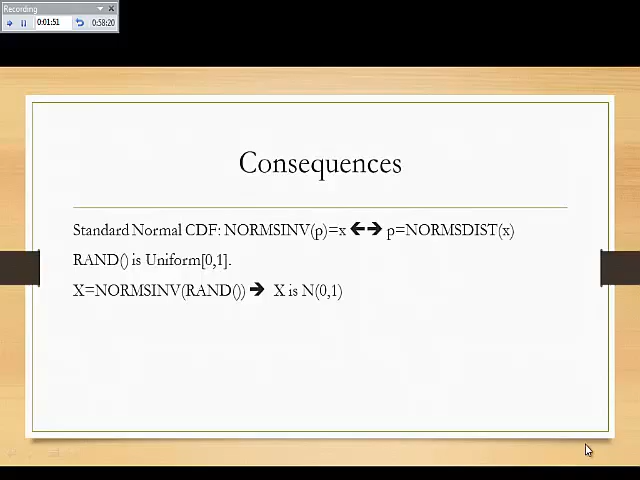 Recording
0:01:51
0:58:20
Consequences
Standard Normal CDF: NORMSINV(p)=x 🡸🡺 p=NORMSDIST(x)
RAND() is Uniform[0,1].
X=NORMSINV(RAND()) 🡺 X is N(0,1)